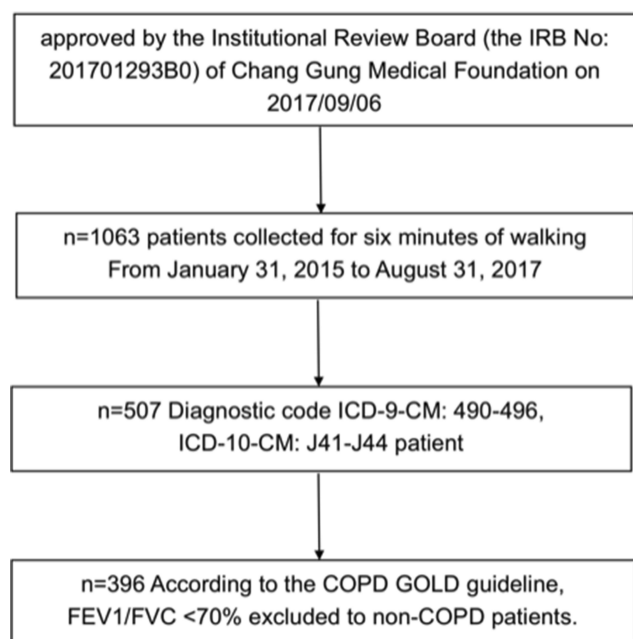 approved by the Institutional Review Board (the IRB No:
201701293B0) of Chang Gung Medical Foundation on
2017/09/06
n=1063 patients collected for six minutes of walking
From January 31, 2015 to August 31, 2017
n=507 Diagnostic code ICD-9-CM: 490-496,
ICD-10-CM: J41-J44 patient
n=396 According to the COPD GOLD guideline,
FEV1/FVC <70% excluded to non-COPD patients.